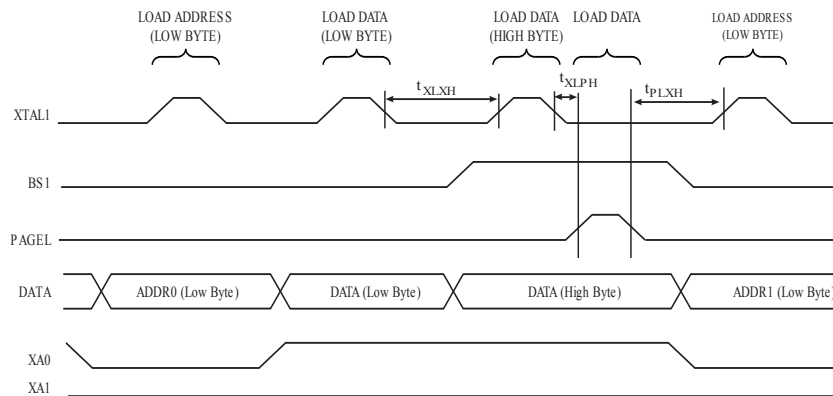 LOAD ADDRESS
(LOW BYTE)
LOAD DATA
(LOW BYTE)
LOAD DATA
(HIGH BYTE)
LOAD DATA
LOAD ADDRESS
(LOW BYTE)
tXLXH
tXLPH
tPLXH
XTAL1
BS1
PAGEL
DATA
ADDR0 (Low Byte)
DATA (Low Byte)
DATA (High Byte)
ADDR1 (Low Byte)
XA0
XA1